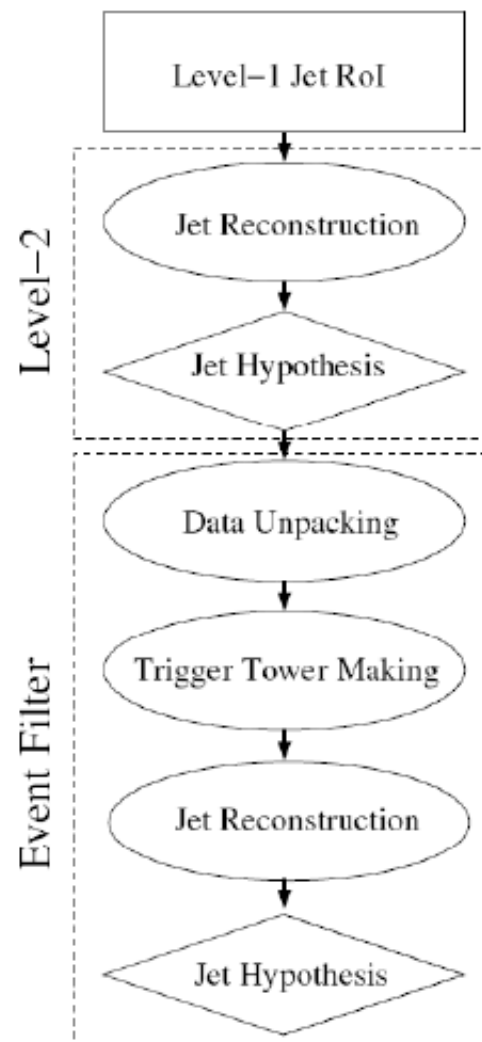 Level-1 Jet RoI
Level-2
Jet Reconstruction
Jet Hypothesis
Event Filter
Data Unpacking
Trigger Tower Making
Jet Reconstruction
Jet Hypothesis